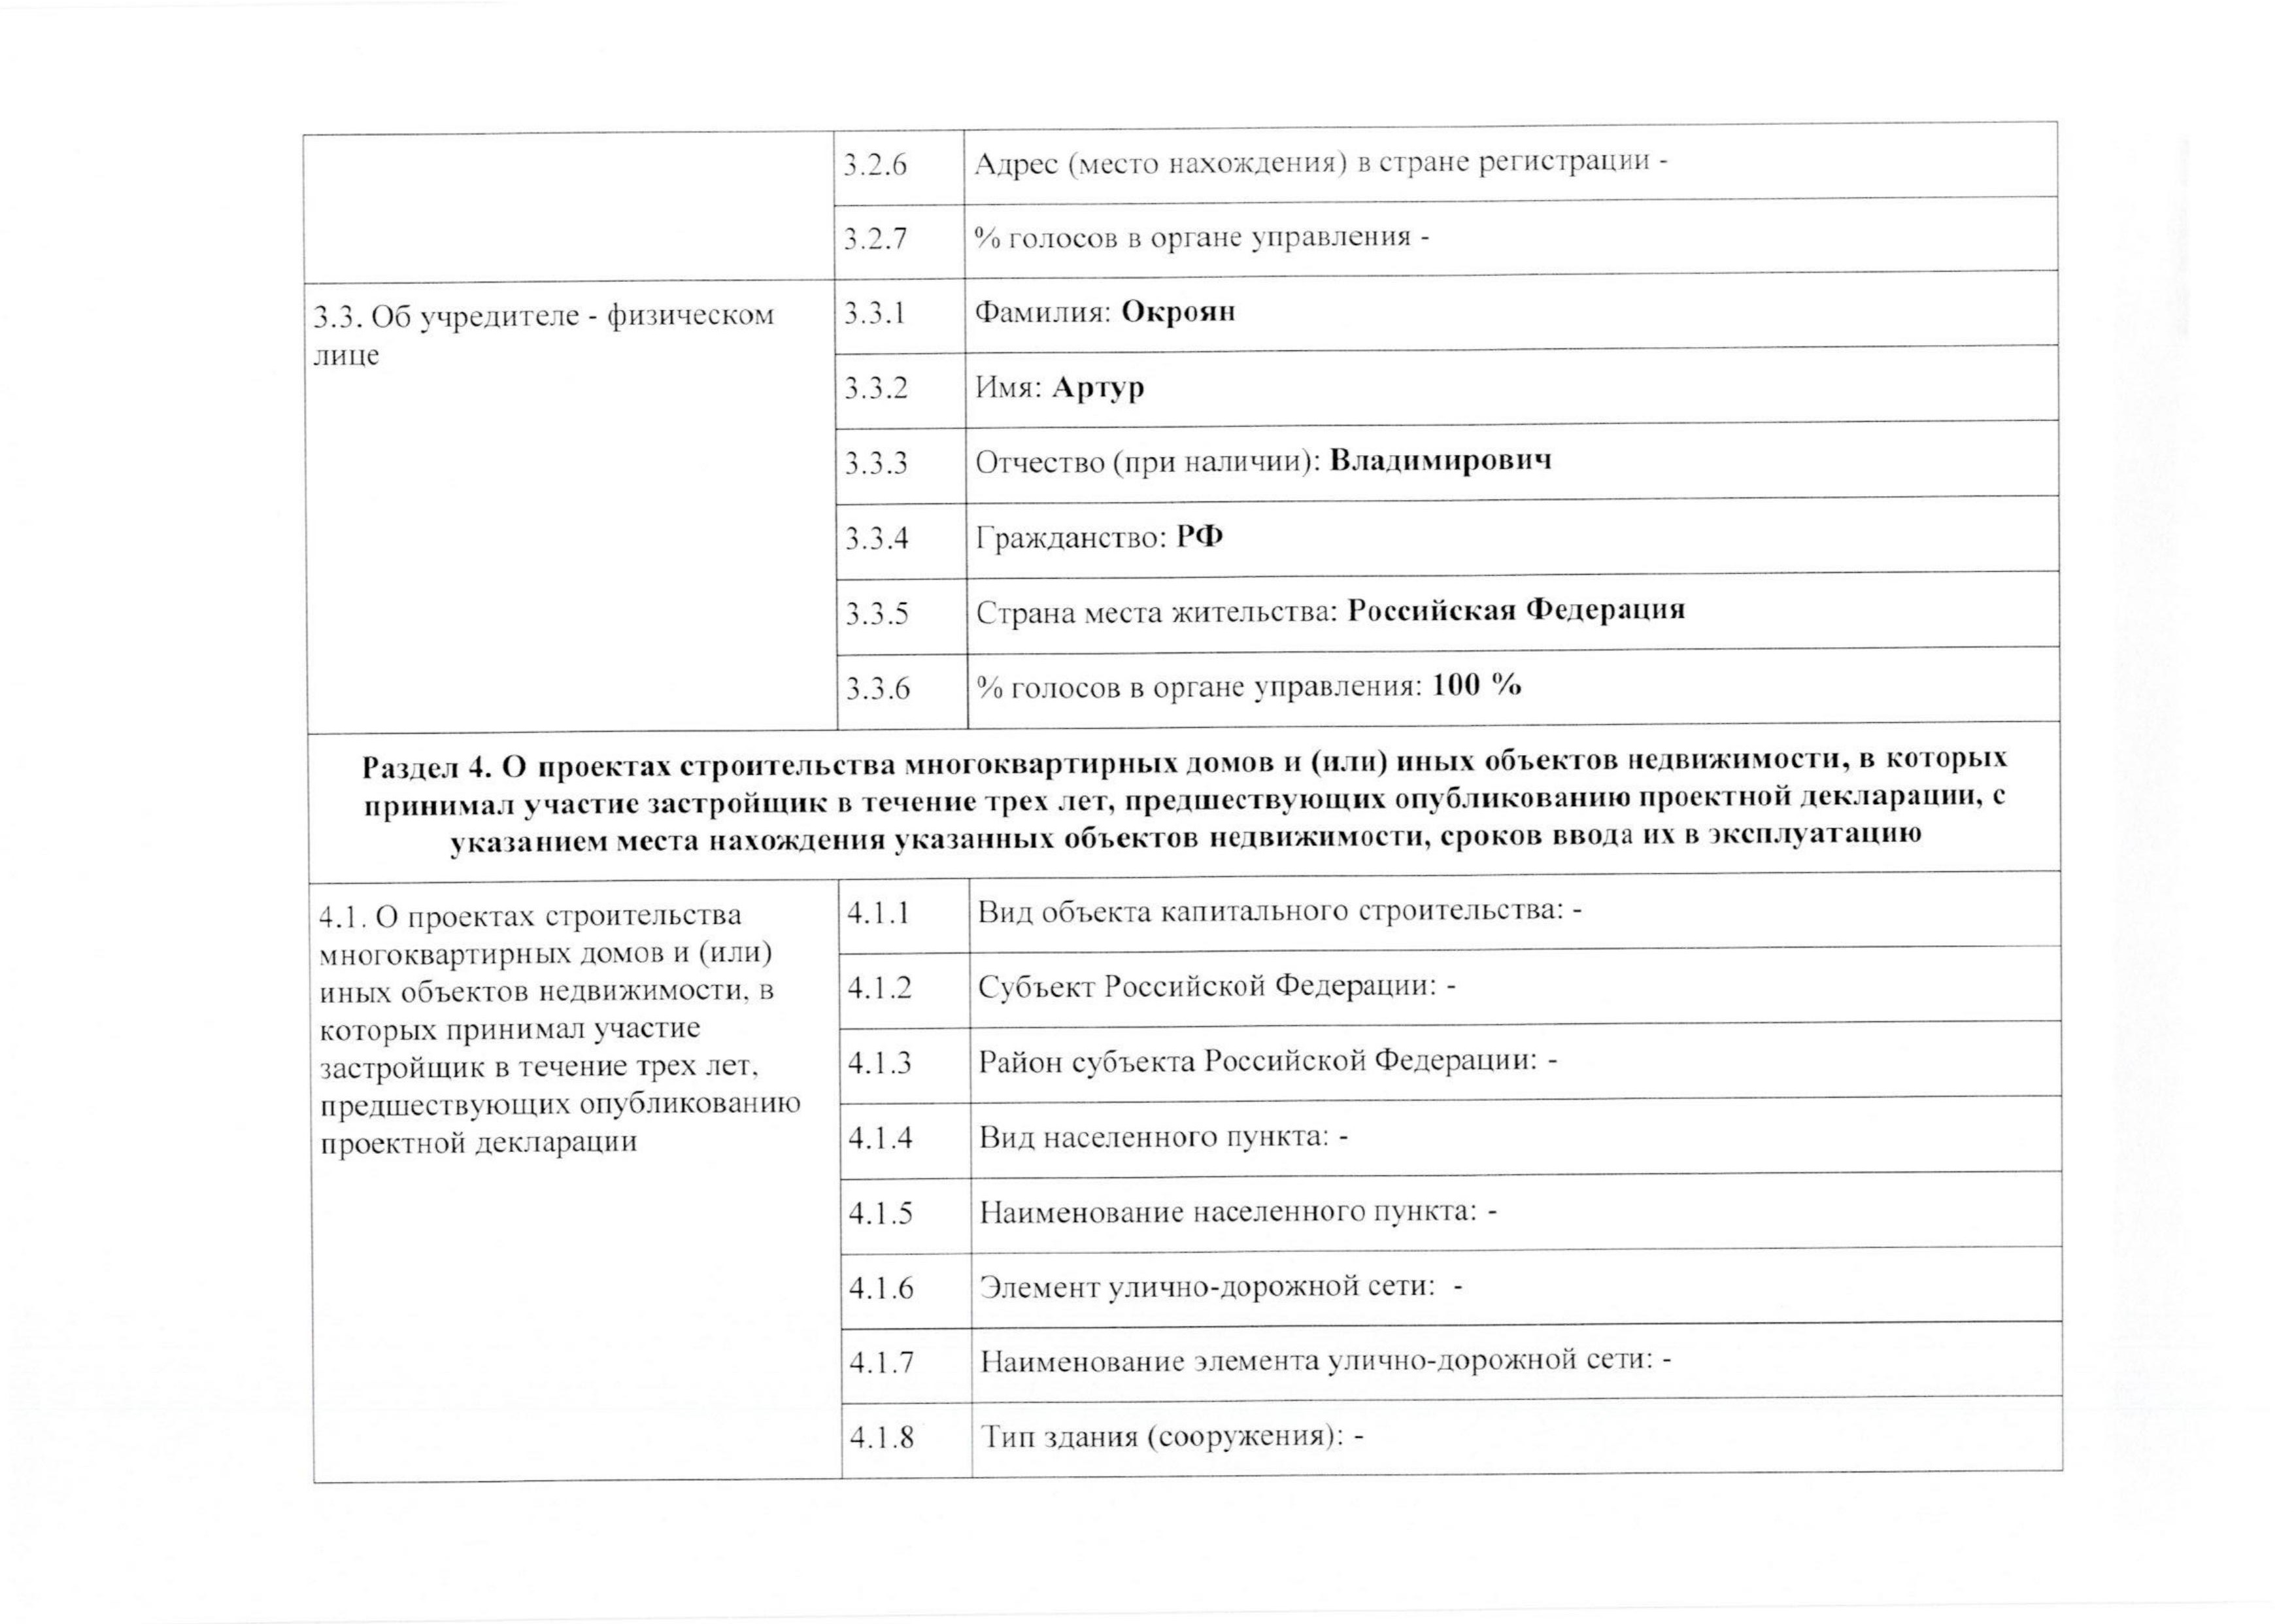 3.2.6 Адрес (место нахождения) в стране регистрации -
3.2.7 % голосов в органе управления -
3.3. Об учредителе - физическом
лице
3.3.1 Фамилия: Окроян
3.3.2 Имя: Артур
3.3.3 Отчество (при наличии): Владимирович
3.3.4 Гражданство: РФ
3.3.5 Страна места жительства: Российская Федерация
3.3.6 % голосов в органе управления: 100 %
Раздел 4. О проектах строительства многоквартирных домов и (или) иных объектов недвижимости, в которых
принимал участие застройщик в течение трех лет, предшествующих опубликованию проектной декларации, с
указанием места нахождения указанных объектов недвижимости, сроков ввода их в эксплуатацию
4.1. О проектах строительства
многоквартирных домов и (или)
иных объектов недвижимости, в
которых принимал участие
застройщик в течение трех лет,
предшествующих опубликованию
проектной декларации
4.1.1 Вид объекта капитального строительства: -
4.1.2 Субъект Российской Федерации: -
4.1.3 Район субъекта Российской Федерации: -
4.1.4 Вид населенного пункта: -
4.1.5 Наименование населенного пункта: -
4.1.6 Элемент улично-дорожной сети: -
4.1.7 Наименование элемента улично-дорожной сети: -
4.1.8 Тип здания (сооружения): -